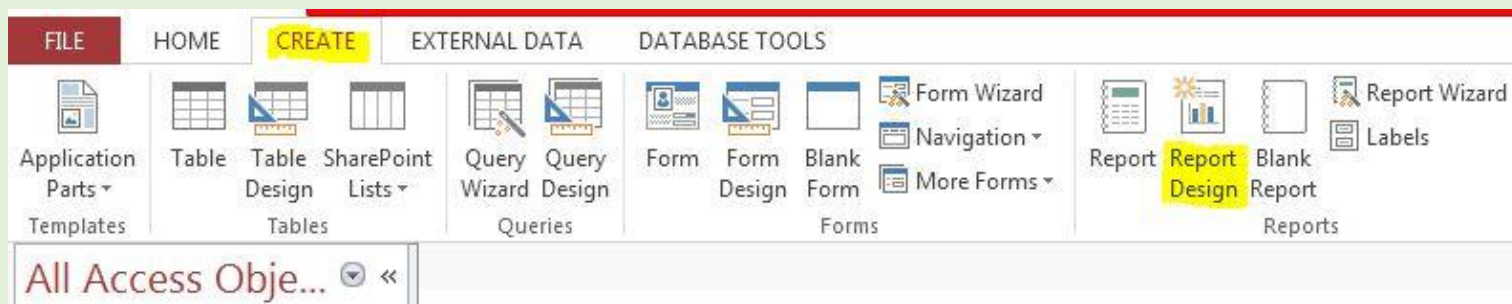 FILE HOME CREATE EXTERNAL DATA DATABASE TOOLS
Application Parts
Table
Table Design
SharePoint Lists
Query Wizard
Query Design
Form
Form Design
Blank Form
Form Wizard
Navigation
More Forms
Report
Report Design
Blank Report
Report Wizard
Labels
Templates Tables Queries Forms Reports
All Access Obje... «